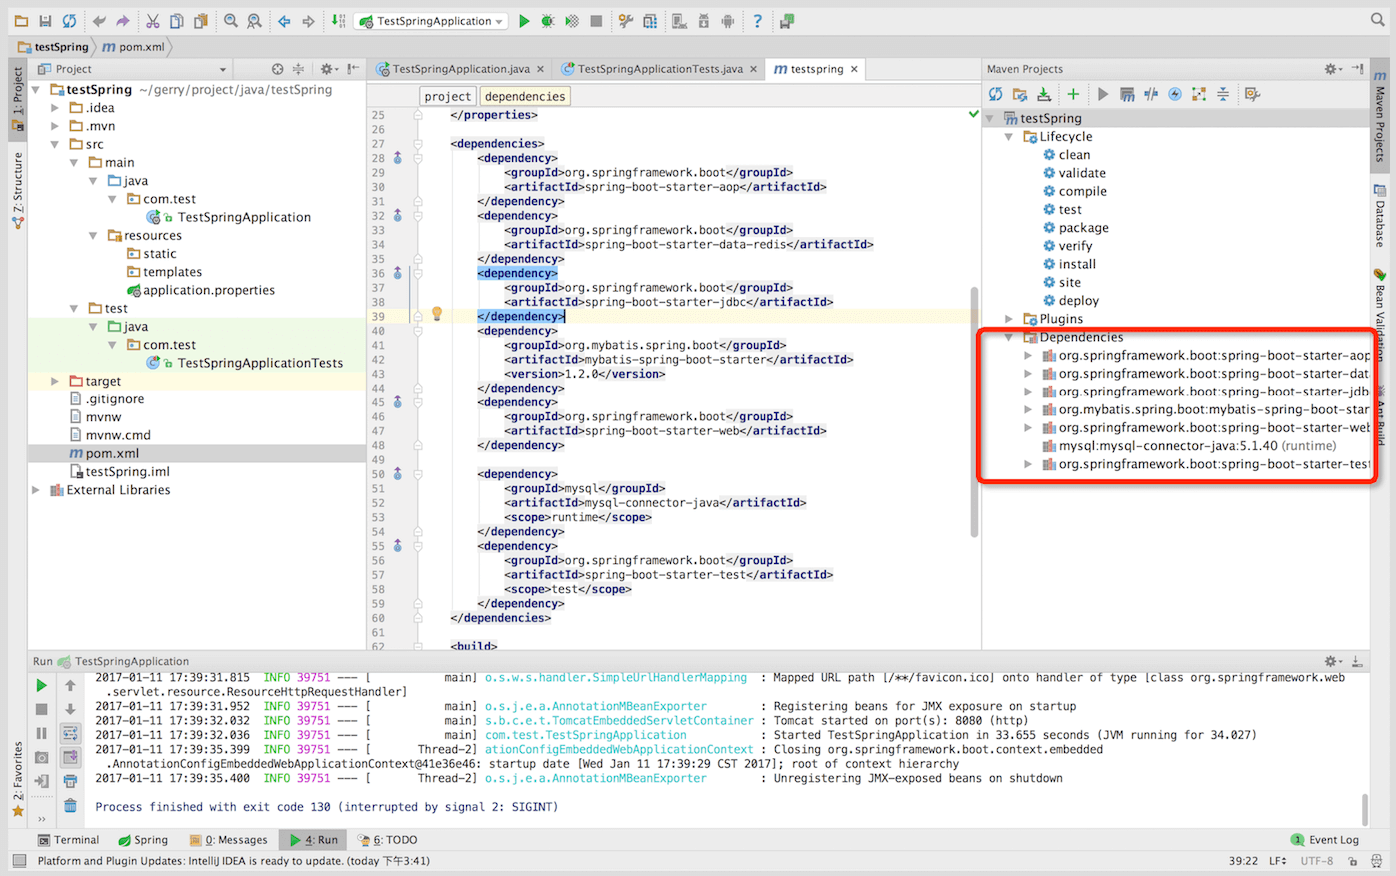 TestSpringApplication
testSpring
pom.xml
1: Project
Z: Structure
2: Favorites
Project
testSpring ~/gerry/project/java/testSpring
.idea
.mvn
src
main
java
com.test
TestSpringApplication
resources
static
templates
application.properties
test
java
com.test
TestSpringApplicationTests
target
.gitignore
mvnw
mvnw.cmd
pom.xml
testSpring.iml
External Libraries
TestSpringApplication.java
TestSpringApplicationTests.java
testspring
project
dependencies
25 </properties>
26
27 <dependencies>
28 <dependency>
29 <groupId>org.springframework.boot</groupId>
30 <artifactId>spring-boot-starter-aop</artifactId>
31 </dependency>
32 <dependency>
33 <groupId>org.springframework.boot</groupId>
34 <artifactId>spring-boot-starter-data-redis</artifactId>
35 </dependency>
36 <dependency>
37 <groupId>org.springframework.boot</groupId>
38 <artifactId>spring-boot-starter-jdbc</artifactId>
39 </dependency>
40 <dependency>
41 <groupId>org.mybatis.spring.boot</groupId>
42 <artifactId>mybatis-spring-boot-starter</artifactId>
43 <version>1.2.0</version>
44 </dependency>
45 <dependency>
46 <groupId>org.springframework.boot</groupId>
47 <artifactId>spring-boot-starter-web</artifactId>
48 </dependency>
49
50 <dependency>
51 <groupId>mysql</groupId>
52 <artifactId>mysql-connector-java</artifactId>
53 <scope>runtime</scope>
54 </dependency>
55 <dependency>
56 <groupId>org.springframework.boot</groupId>
57 <artifactId>spring-boot-starter-test</artifactId>
58 <scope>test</scope>
59 </dependency>
60 </dependencies>
61
62 <build>
Maven Projects
testSpring
Lifecycle
clean
validate
compile
test
package
verify
install
site
deploy
Plugins
Dependencies
org.springframework.boot:spring-boot-starter-aop
org.springframework.boot:spring-boot-starter-dat
org.springframework.boot:spring-boot-starter-jdb
org.mybatis.spring.boot:mybatis-spring-boot-star
org.springframework.boot:spring-boot-starter-web
mysql:mysql-connector-java:5.1.40 (runtime)
org.springframework.boot:spring-boot-starter-test
Maven Projects
Database
Bean Validation
Ant Build
Run TestSpringApplication
2017-01-11 17:39:31.815 INFO 39751 --- [ main] o.s.w.s.handler.SimpleUrlHandlerMapping : Mapped URL path [/**/favicon.ico] onto handler of type [class org.springframework.web
.servlet.resource.ResourceHttpRequestHandler]
2017-01-11 17:39:31.952 INFO 39751 --- [ main] o.s.j.e.a.AnnotationMBeanExporter : Registering beans for JMX exposure on startup
2017-01-11 17:39:32.032 INFO 39751 --- [ main] s.b.c.e.t.TomcatEmbeddedServletContainer : Tomcat started on port(s): 8080 (http)
2017-01-11 17:39:32.036 INFO 39751 --- [ main] com.test.TestSpringApplication : Started TestSpringApplication in 33.655 seconds (JVM running for 34.027)
2017-01-11 17:39:35.399 INFO 39751 --- [ Thread-2] ationConfigEmbeddedWebApplicationContext : Closing org.springframework.boot.context.embedded
.AnnotationConfigEmbeddedWebApplicationContext@41e36e46: startup date [Wed Jan 11 17:39:29 CST 2017]; root of context hierarchy
2017-01-11 17:39:35.400 INFO 39751 --- [ Thread-2] o.s.j.e.a.AnnotationMBeanExporter : Unregistering JMX-exposed beans on shutdown
Process finished with exit code 130 (interrupted by signal 2: SIGINT)
Terminal
Spring
0: Messages
4: Run
6: TODO
1 Event Log
Platform and Plugin Updates: IntelliJ IDEA is ready to update. (today 下午3:41)
39:22
LF
UTF-8